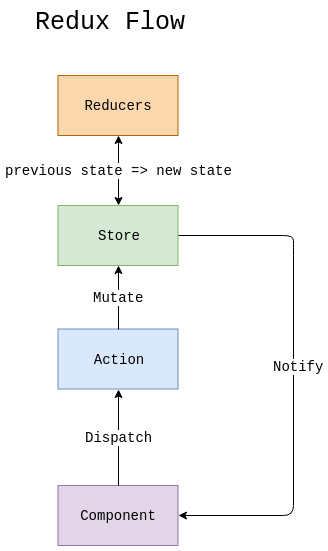 Redux Flow
Reducers
previous state => new state
Store
Mutate
Action
Notify
Dispatch
Component